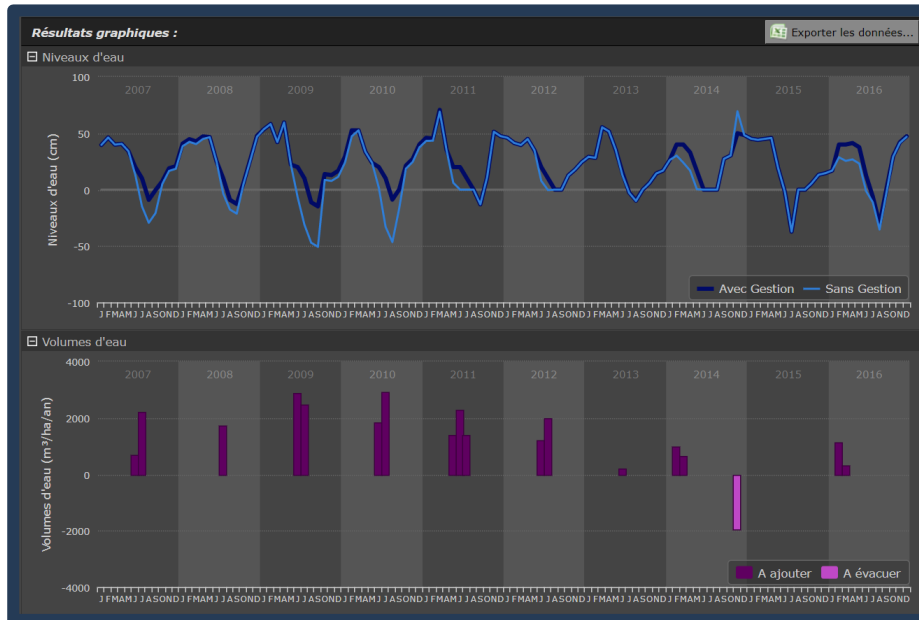 Résultats graphiques :
Exporter les données...
Niveaux d'eau
100
50
0
-50
-100
Niveaux d'eau (cm)
2007 2008 2009 2010 2011 2012 2013 2014 2015 2016
Avec Gestion Sans Gestion
J FMAMJ J ASOND J FMAMJ J ASOND J FMAMJ J ASOND J FMAMJ J ASOND J FMAMJ J ASOND J FMAMJ J ASOND J FMAMJ J ASOND J FMAMJ J ASOND J FMAMJ J ASOND J FMAMJ J ASOND
Volumes d'eau
4000
2000
0
-2000
-4000
Volumes d'eau (m³/ha/an)
2007 2008 2009 2010 2011 2012 2013 2014 2015 2016
A ajouter A évacuer
J FMAMJ J ASOND J FMAMJ J ASOND J FMAMJ J ASOND J FMAMJ J ASOND J FMAMJ J ASOND J FMAMJ J ASOND J FMAMJ J ASOND J FMAMJ J ASOND J FMAMJ J ASOND J FMAMJ J ASOND